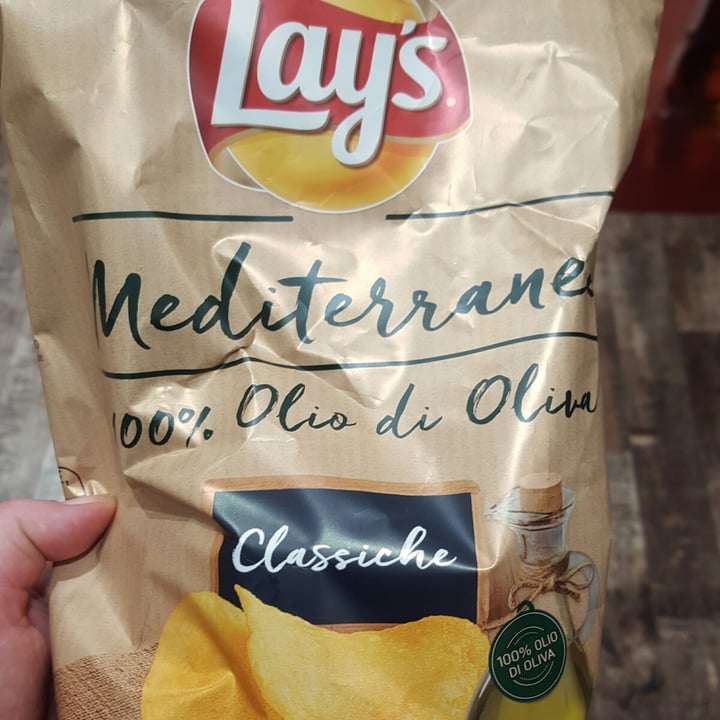 Lay's
Mediterranee
100% Olio di Oliva
Classiche
100% OLIO
DI OLIVA